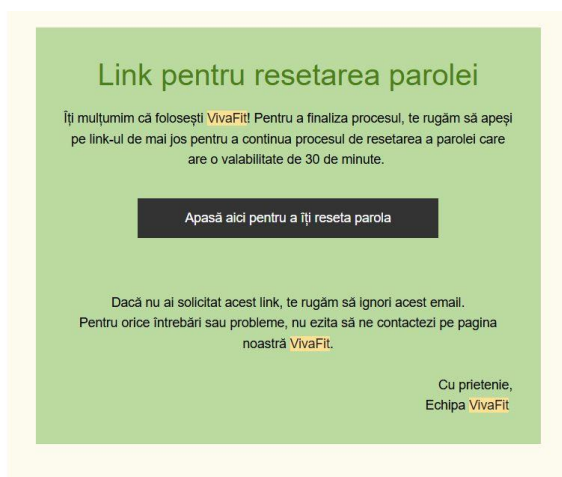 Link pentru resetarea parolei
Îți mulțumim că folosești VivaFit! Pentru a finaliza procesul, te rugăm să apeși
pe link-ul de mai jos pentru a continua procesul de resetarea a parolei care
are o valabilitate de 30 de minute.
Apasă aici pentru a îți reseta parola
Dacă nu ai solicitat acest link, te rugăm să ignori acest email.
Pentru orice întrebări sau probleme, nu ezita să ne contactezi pe pagina
noastră VivaFit.
Cu prietenie,
Echipa VivaFit